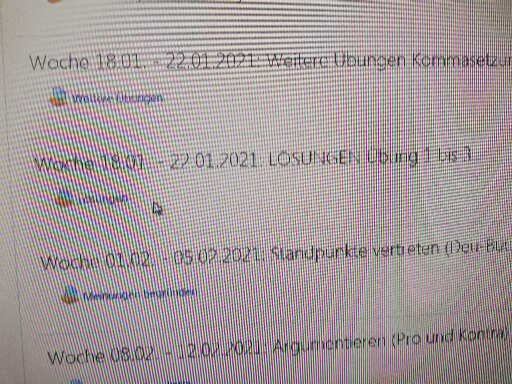 Woche 18.01. - 22.01.2021: Weitere Übungen Kommasetzun
Weitere Übungen
Woche 18.01. - 22.01.2021: LÖSUNGEN Übung 1 bis 3
Lösungen
Woche 01.02. - 05.02.2021: Standpunkte vertreten (Deu-Buc
Meinungen begründen
Woche 08.02. - 12.02.2021: Argumentieren (Pro und Kontra)